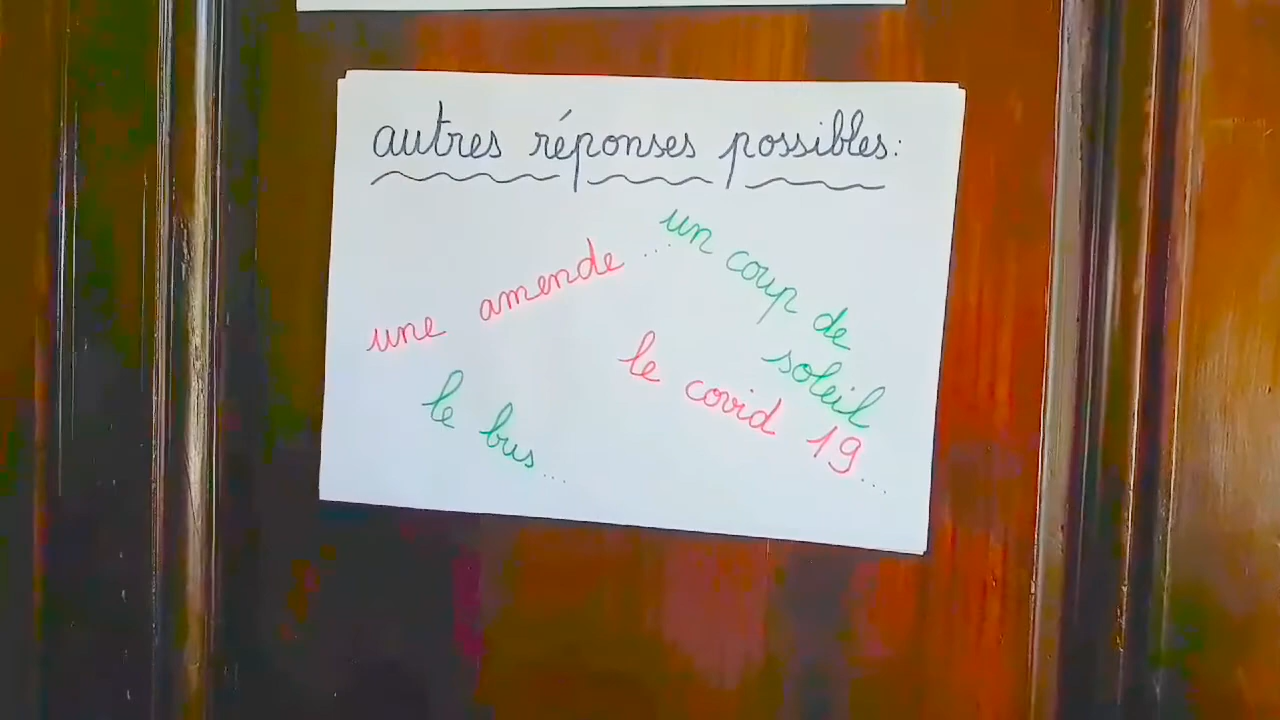 autres réponses possibles:
une amende ...
un coup de
soleil
le bus...
le covid 19...